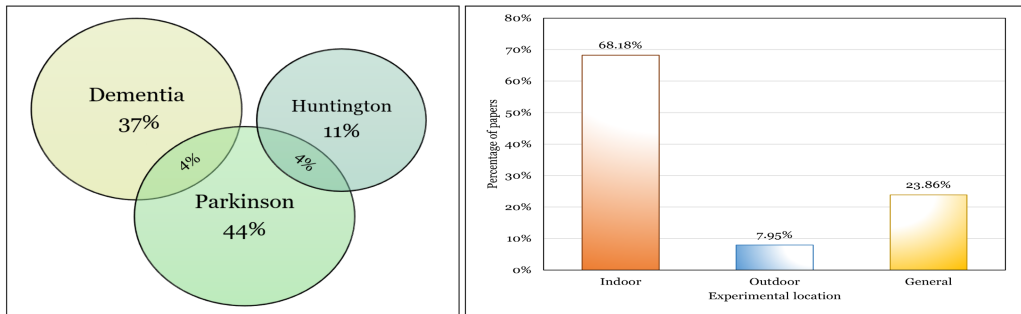 Dementia
37%
Huntington
11%
4%
4%
Parkinson
44%
Percentage of papers
80%
70%
60%
50%
40%
30%
20%
10%
0%
68.18%
7.95%
23.86%
Indoor
Outdoor
General
Experimental location